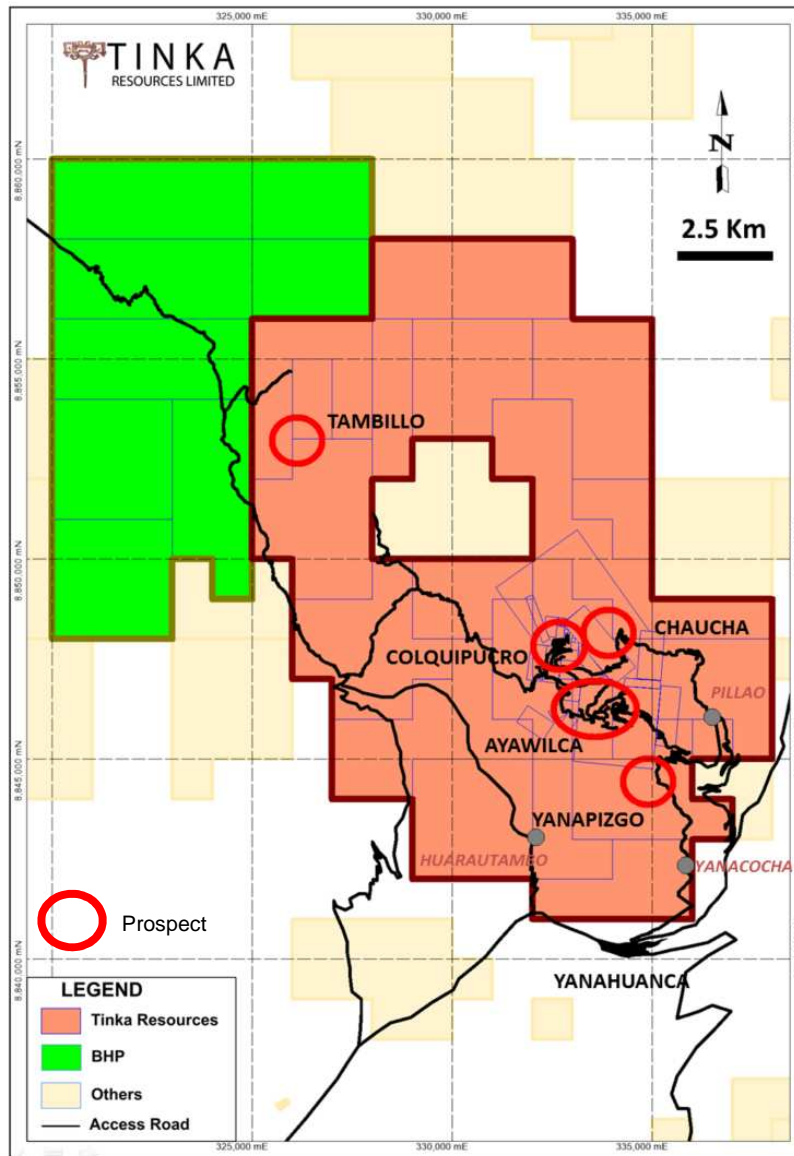 325,000 mE
330,000 mE
335,000 mE
TINKA
RESOURCES LIMITED
N
8,860,000 mN
2.5 Km
8,855,000 mN
TAMBILLO
8,850,000 mN
CHAUCHA
COLQUIPUCRO
PILLAO
AYAWILCA
8,845,000 mN
YANAPIZGO
HUARAUTAMBO
YANACOCHA
Prospect
8,840,000 mN
YANAHUANCA
LEGEND
Tinka Resources
BHP
Others
Access Road
325,000 mE
330,000 mE
335,000 mE